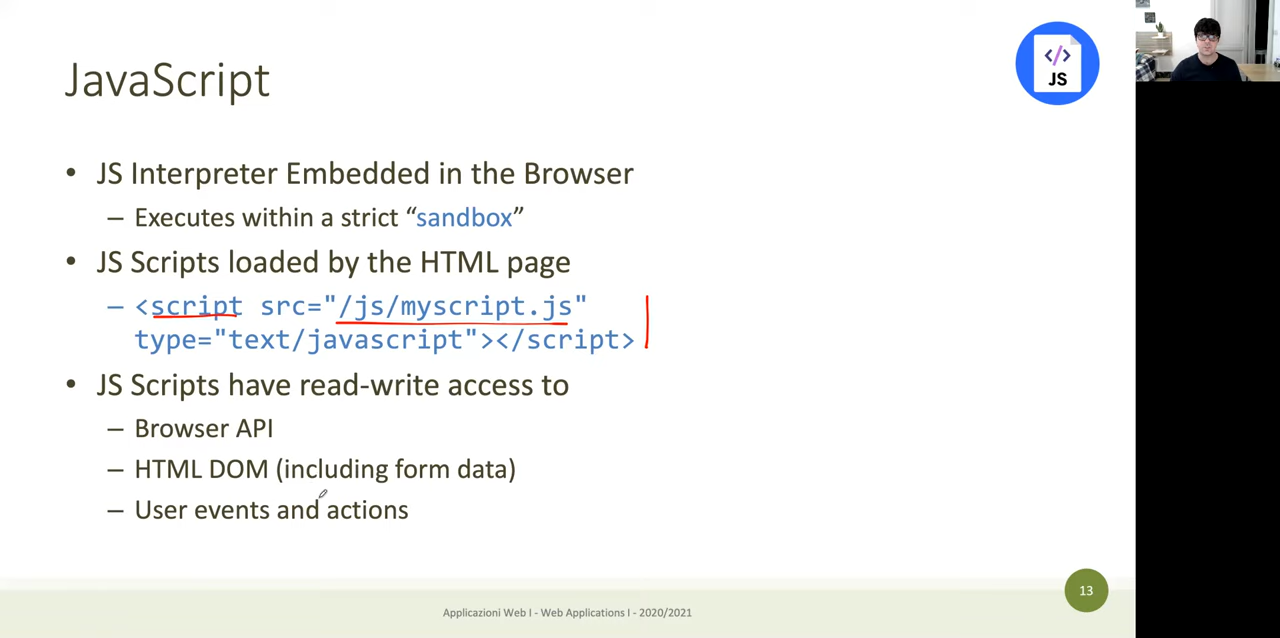 JavaScript
</> 
JS
• JS Interpreter Embedded in the Browser
– Executes within a strict “sandbox”
• JS Scripts loaded by the HTML page
– <script src="/js/myscript.js"
type="text/javascript"></script>
• JS Scripts have read-write access to
– Browser API
– HTML DOM (including form data)
– User events and actions
13
Applicazioni Web I - Web Applications I - 2020/2021